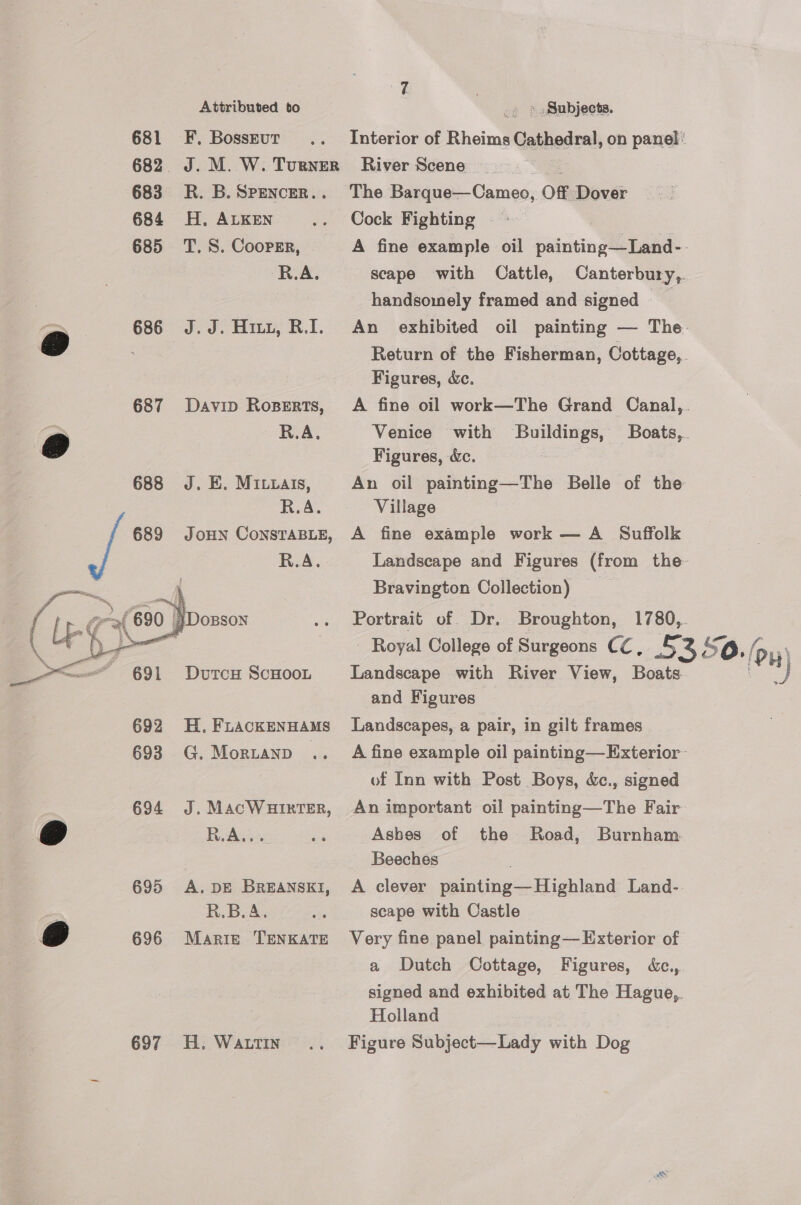 7
Attributed to Subjects.
681 F. BOSSEUT .. Interior of Rheims Cathedral, on panel
682 J. M. W. TURNER River Scene
683 R. B. SPENCER.. The Barque—Cameo, Off Dover
684 H. ALKEN .. Cock Fighting
685 T. S. COOPER, A fine example oil painting—Land-
R.A. scape with Cattle, Canterbury,
handsomely framed and signed
686 J. J. HILL, R.I. An exhibited oil painting — The
Return of the Fisherman, Cottage,
Figures, &c.
687 DAVID ROBERTS, A fine oil work—The Grand Canal,
R.A. Venice with Buildings, Boats,
Figures, &c.
688 J. E. MILLAIS, An oil painting—The Belle of the
R.A. Village
689 JOHN CONSTABLE, A fine example work — A Suffolk
R.A. Landscape and Figures (from the
Bravington Collection)
690 DOBSON .. Portrait of Dr. Broughton, 1780,
Royal College of Surgeons CC. 5350.
691 DUTCH SCHOOL Landscape with River View, Boats
and Figures
692 H. FLACKENHAMS Landscapes, a pair, in gilt frames
693 G. MORLAND .. A fine example oil painting—Exterior
of Inn with Post Boys, &c., signed
694 J. MACWHIRTER, An important oil painting—The Fair
R.A... .. Ashes of the Road, Burnham
Beeches
695 A. DE BREANSKI, A clever painting—Highland Land-
R.B.A. .. scape with Castle
696 MARIE TENKATE Very fine panel painting—Exterior of
a Dutch Cottage, Figures, &c.,
signed and exhibited at The Hague,
Holland
697 H. WALTIN .. Figure Subject—Lady with Dog